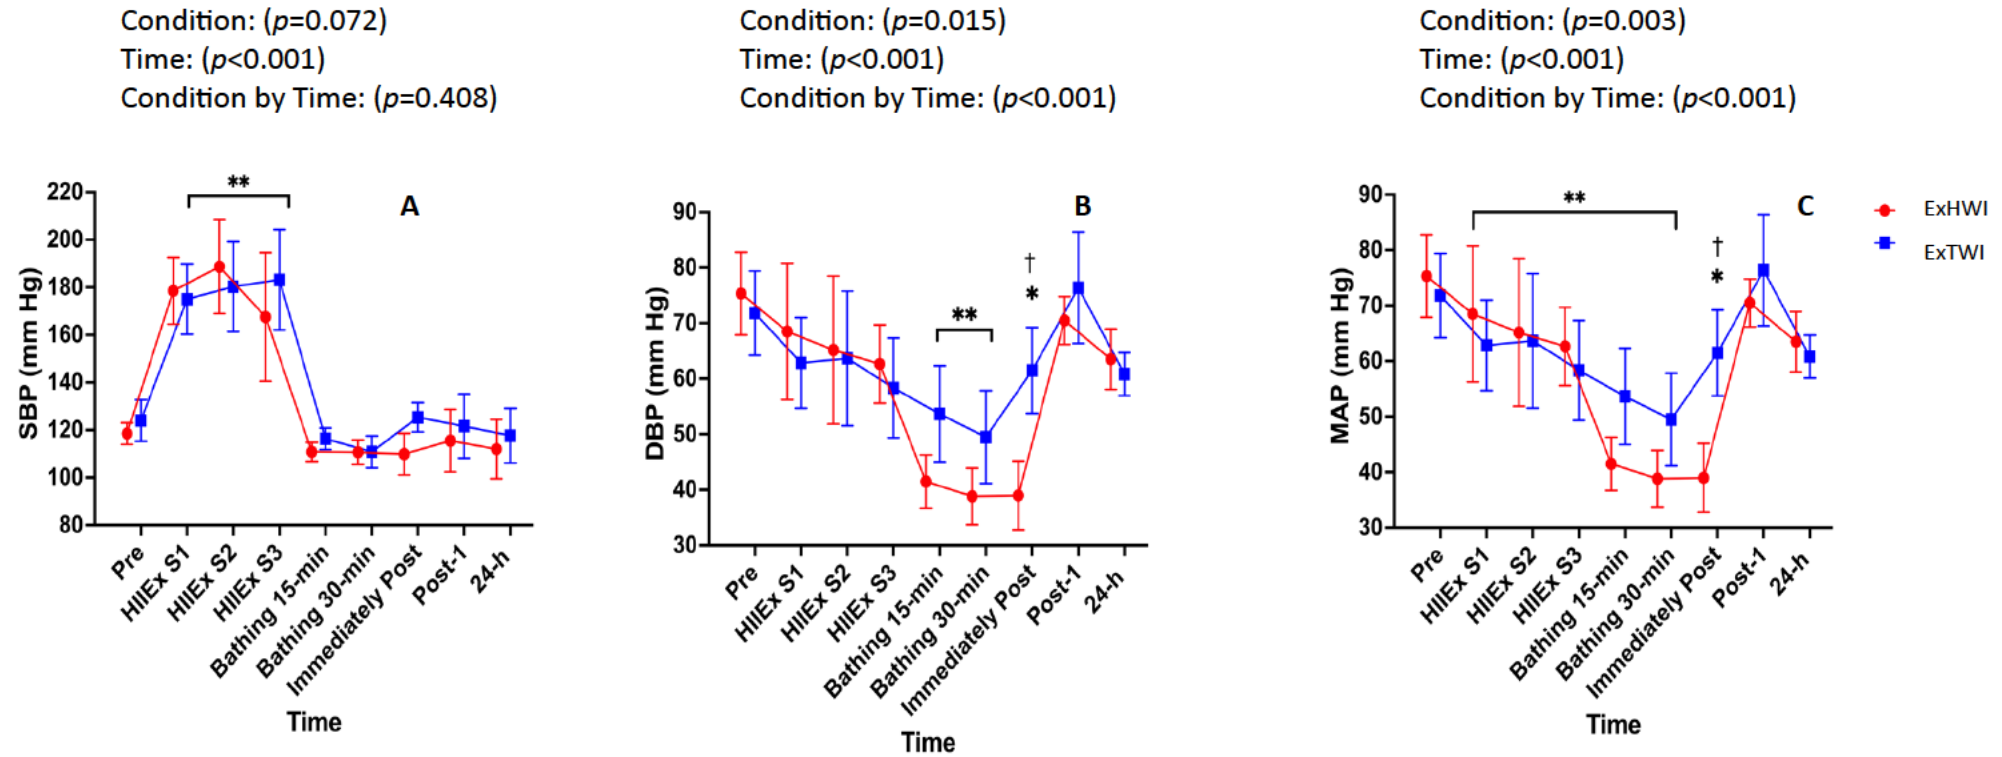 Condition: (p=0.072)
Time: (p<0.001)
Condition by Time: (p=0.408)
**
A
220
200
180
160
140
120
100
80
SBP (mm Hg)
Pre
HIIEx S1
HIIEx S2
HIIEx S3
Bathing 15-min
Bathing 30-min
Immediately Post
Post-1
24-h
Time
Condition: (p=0.015)
Time: (p<0.001)
Condition by Time: (p<0.001)
B
†
*
**
90
80
70
60
50
40
30
DBP (mm Hg)
Pre
HIIEx S1
HIIEx S2
HIIEx S3
Bathing 15-min
Bathing 30-min
Immediately Post
Post-1
24-h
Time
Condition: (p=0.003)
Time: (p<0.001)
Condition by Time: (p<0.001)
**
C
†
*
90
80
70
60
50
40
30
MAP (mm Hg)
Pre
HIIEx S1
HIIEx S2
HIIEx S3
Bathing 15-min
Bathing 30-min
Immediately Post
Post-1
24-h
Time
ExHWI
ExTWI